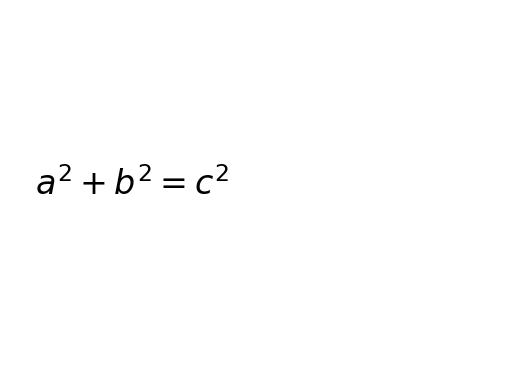 a² + b² = c²